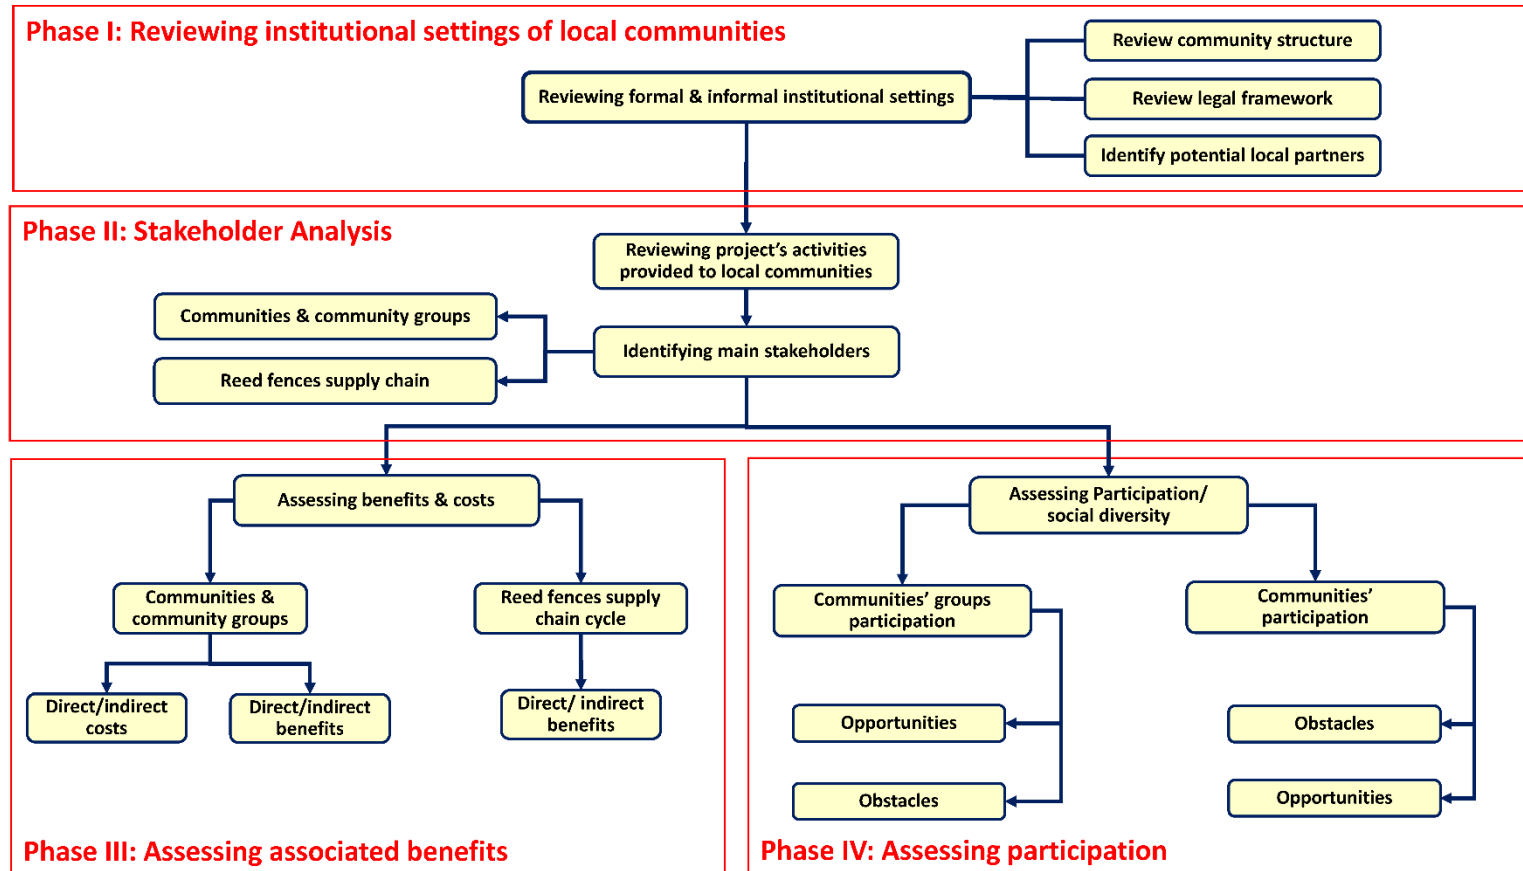 Phase I: Reviewing institutional settings of local communities
Review community structure
Reviewing formal & informal institutional settings
Review legal framework
Identify potential local partners
Phase II: Stakeholder Analysis
Reviewing project's activities
provided to local communities
Communities & community groups
Identifying main stakeholders
Reed fences supply chain
Assessing benefits & costs
Communities &
community groups
Reed fences supply
chain cycle
Direct/indirect
costs
Direct/indirect
benefits
Direct/ indirect
benefits
Phase III: Assessing associated benefits
Assessing Participation/
social diversity
Communities' groups
participation
Communities'
participation
Opportunities
Obstacles
Obstacles
Opportunities
Phase IV: Assessing participation